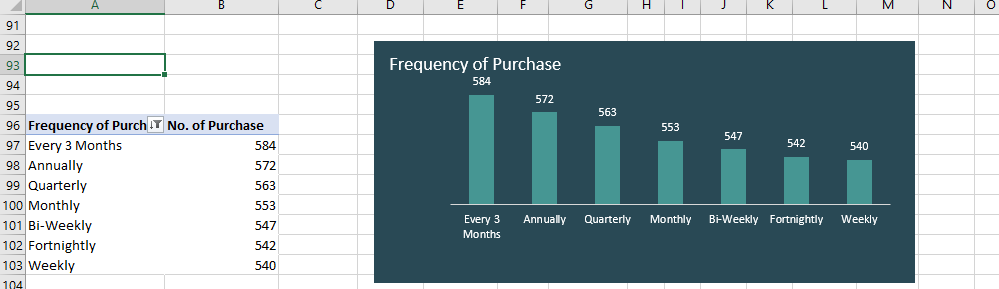 A B C D E F G H I J K L M N O
91
92
93
94
95
96 Frequency of Purch No. of Purchase
97 Every 3 Months 584
98 Annually 572
99 Quarterly 563
100 Monthly 553
101 Bi-Weekly 547
102 Fortnightly 542
103 Weekly 540
104
Frequency of Purchase
584 572 563 553 547 542 540
Every 3 Annually Quarterly Monthly Bi-Weekly Fortnightly Weekly
Months